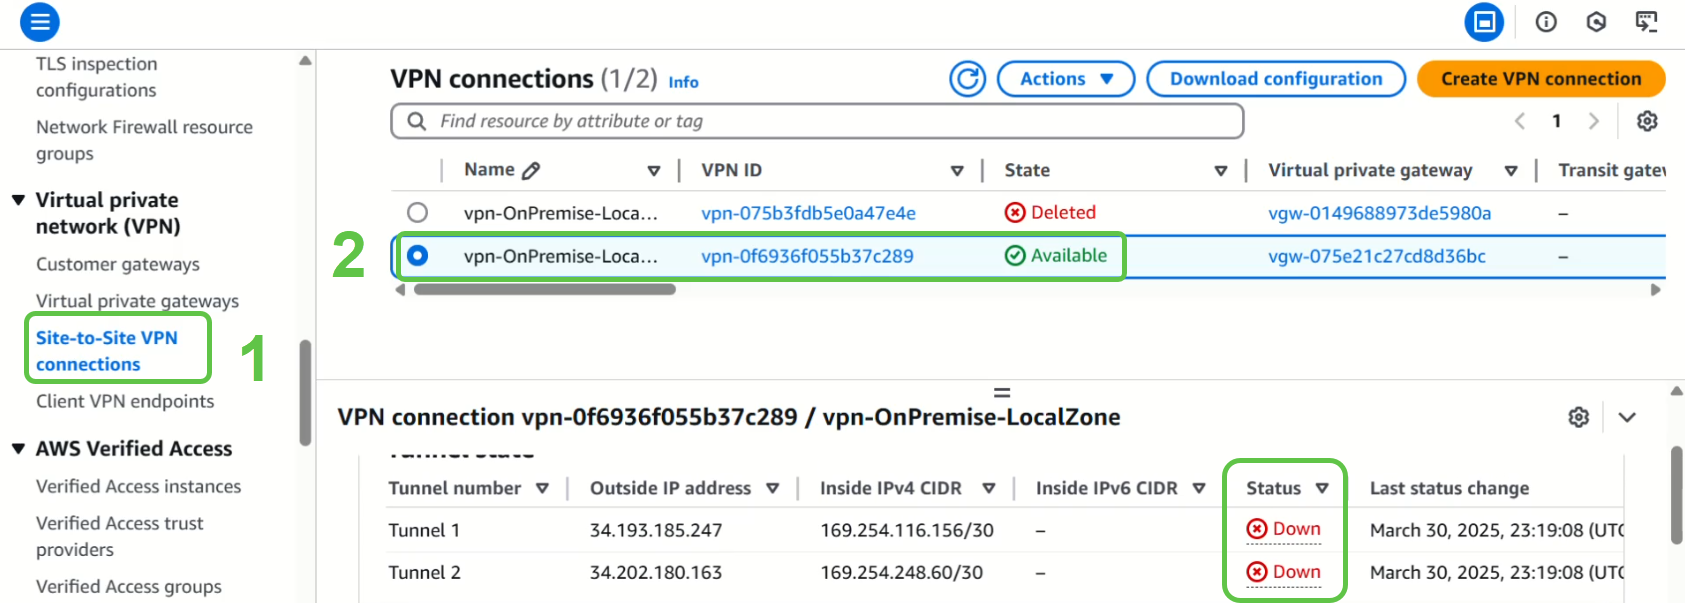 TLS inspection
configurations
Network Firewall resource
groups
Virtual private
network (VPN)
Customer gateways
Virtual private gateways
Site-to-Site VPN
connections
1
Client VPN endpoints
AWS Verified Access
Verified Access instances
Verified Access trust
providers
Verified Access groups
VPN connections (1/2) Info
Actions
Download configuration
Create VPN connection
Find resource by attribute or tag
1
Name VPN ID State Virtual private gateway Transit gatew
vpn-OnPremise-Loca... vpn-075b3fdb5e0a47e4e Deleted vgw-0149688973de5980a –
2
vpn-OnPremise-Loca... vpn-0f6936f055b37c289 Available vgw-075e21c27cd8d36bc –
VPN connection vpn-0f6936f055b37c289 / vpn-OnPremise-LocalZone
Tunnel state
Tunnel number Outside IP address Inside IPv4 CIDR Inside IPv6 CIDR Status Last status change
Tunnel 1 34.193.185.247 169.254.116.156/30 – Down March 30, 2025, 23:19:08 (UTC
Tunnel 2 34.202.180.163 169.254.248.60/30 – Down March 30, 2025, 23:19:08 (UTC